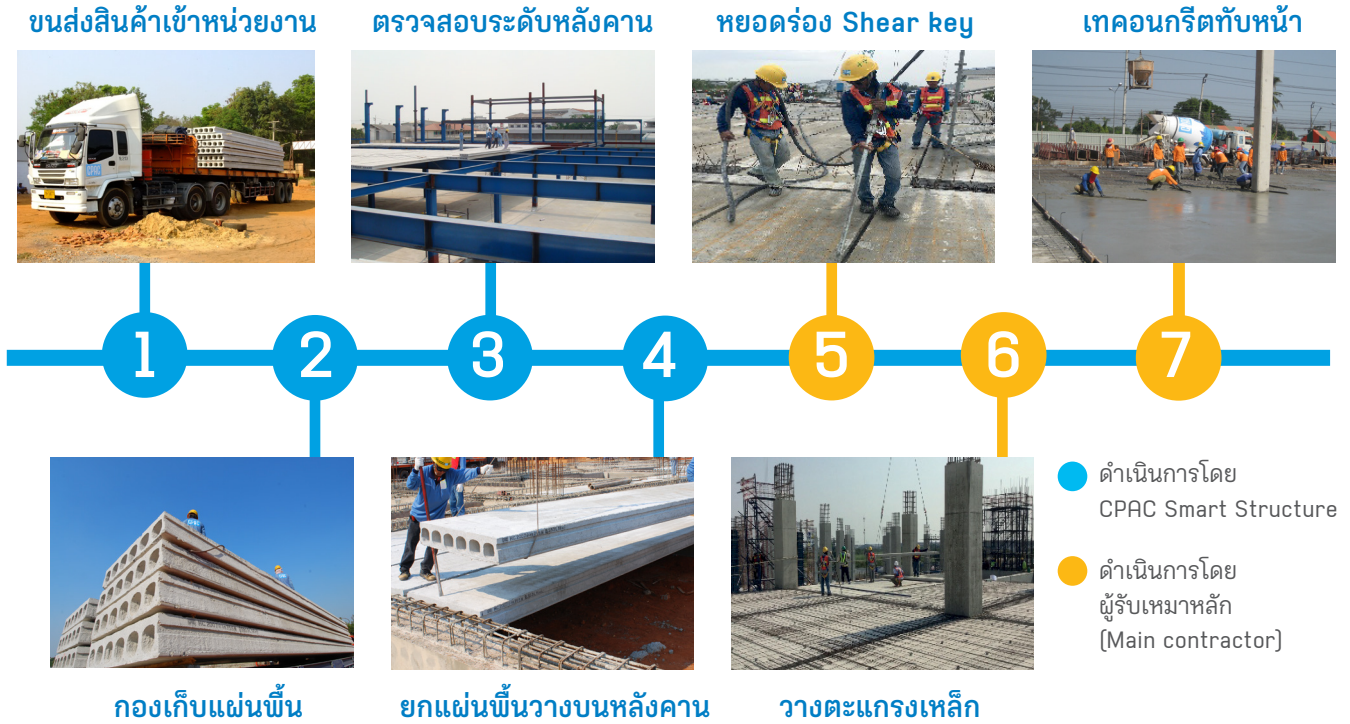 ขนส่งสินค้าเข้าหน่วยงาน
ตรวจสอบระดับหลังคาน
หยอดร่อง Shear key
เทคอนกรีตทับหน้า
CPAC
1
2
3
4
5
6
7
CPAC
ดำเนินการโดย
CPAC Smart Structure
ดำเนินการโดย
ผู้รับเหมาหลัก
(Main contractor)
กองเก็บแผ่นพื้น
ยกแผ่นพื้นวางบนหลังคาน
วางตะแกรงเหล็ก